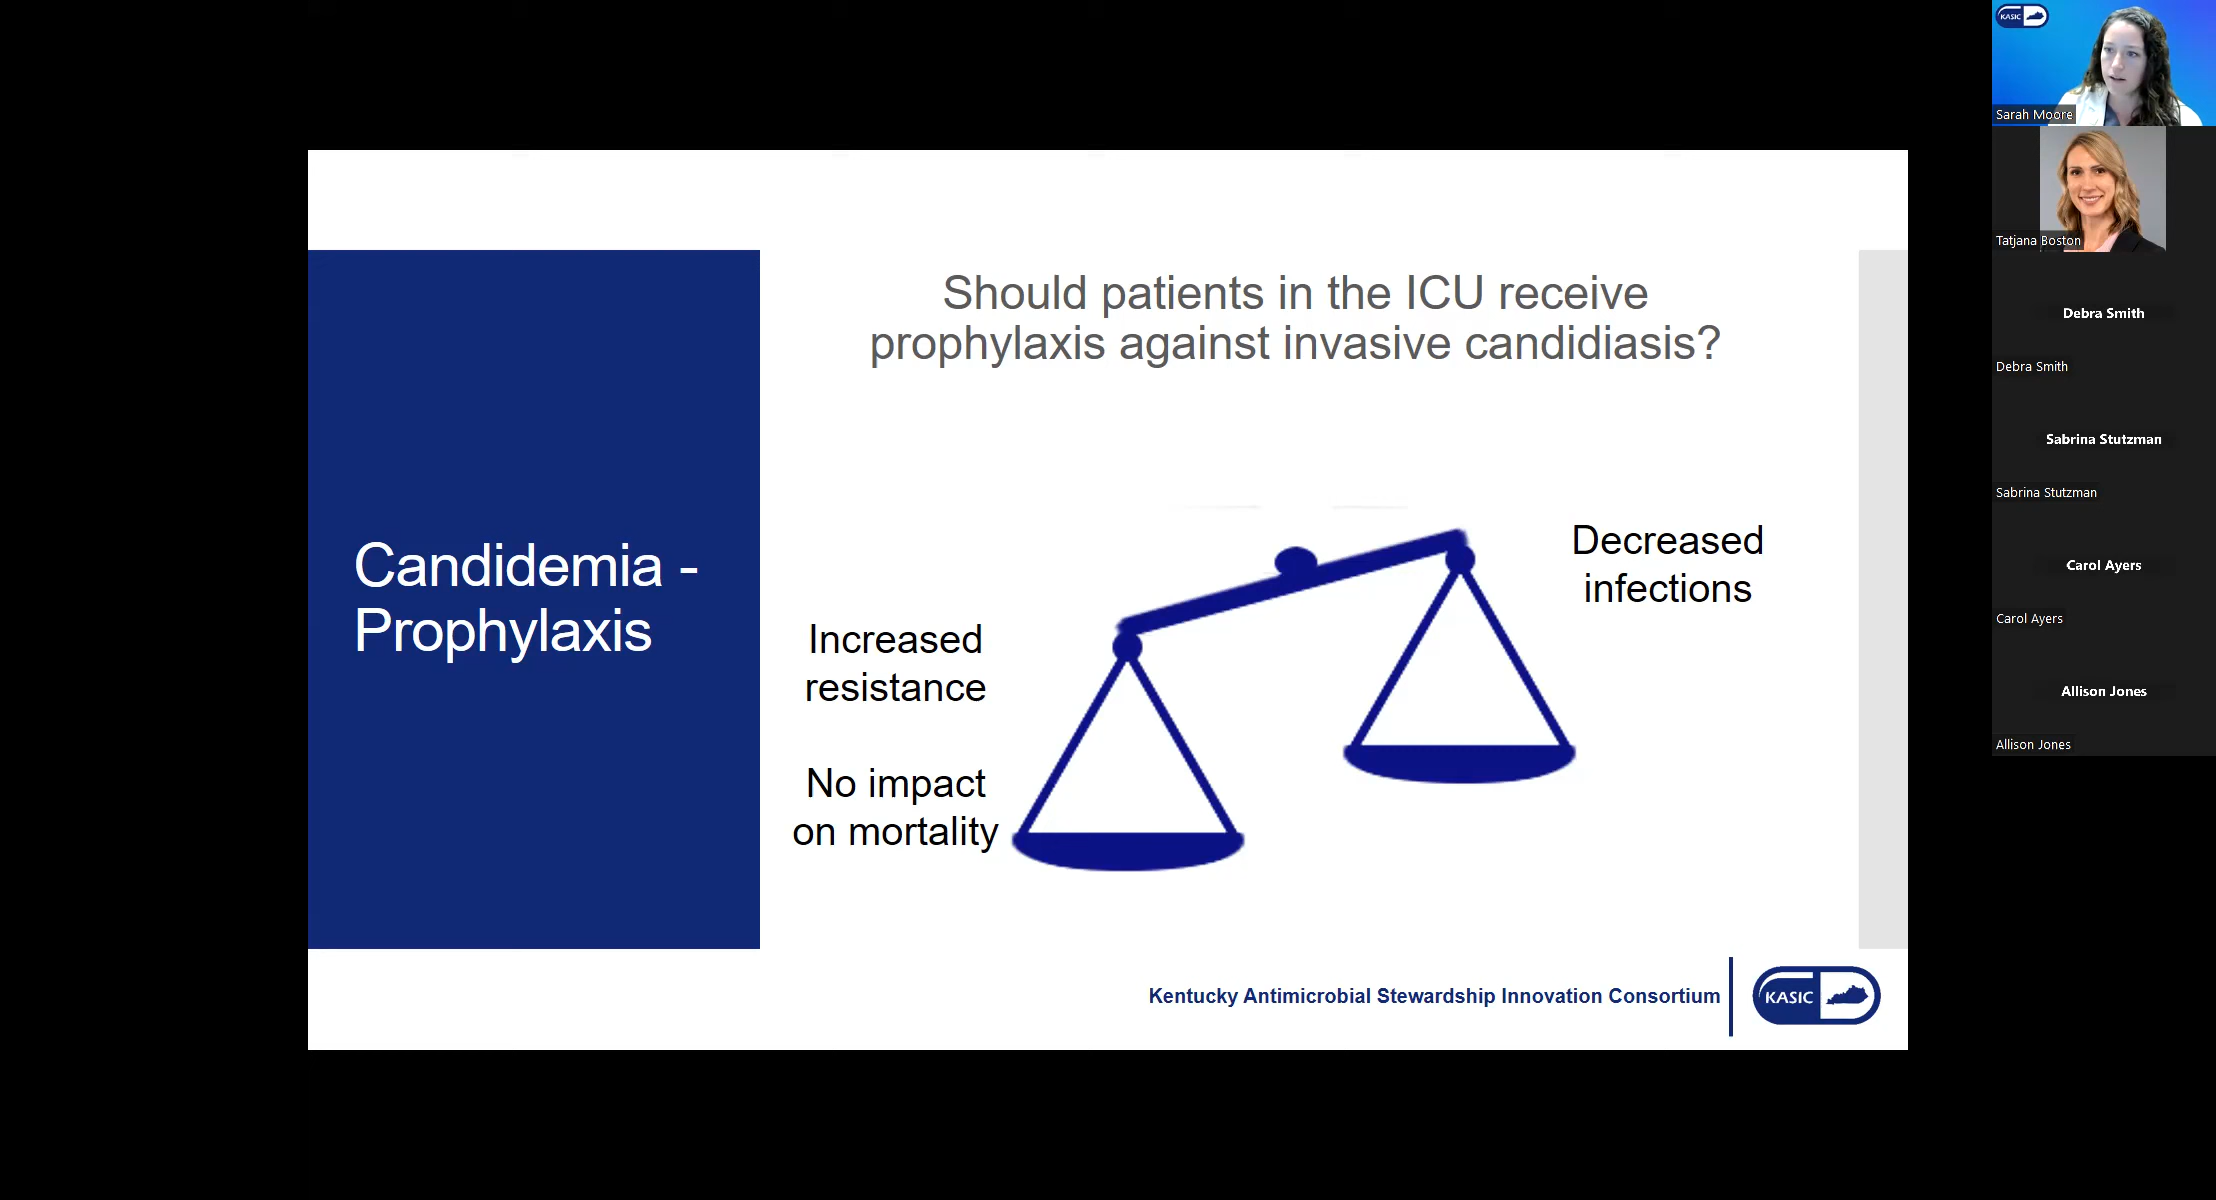 Should patients in the ICU receive
prophylaxis against invasive candidiasis?
Candidemia -
Prophylaxis
Increased
resistance
No impact
on mortality
Decreased
infections
Kentucky Antimicrobial Stewardship Innovation Consortium
KASIC
KASIC
Sarah Moore
Tatjana Boston
Debra Smith
Debra Smith
Sabrina Stutzman
Sabrina Stutzman
Carol Ayers
Carol Ayers
Allison Jones
Allison Jones